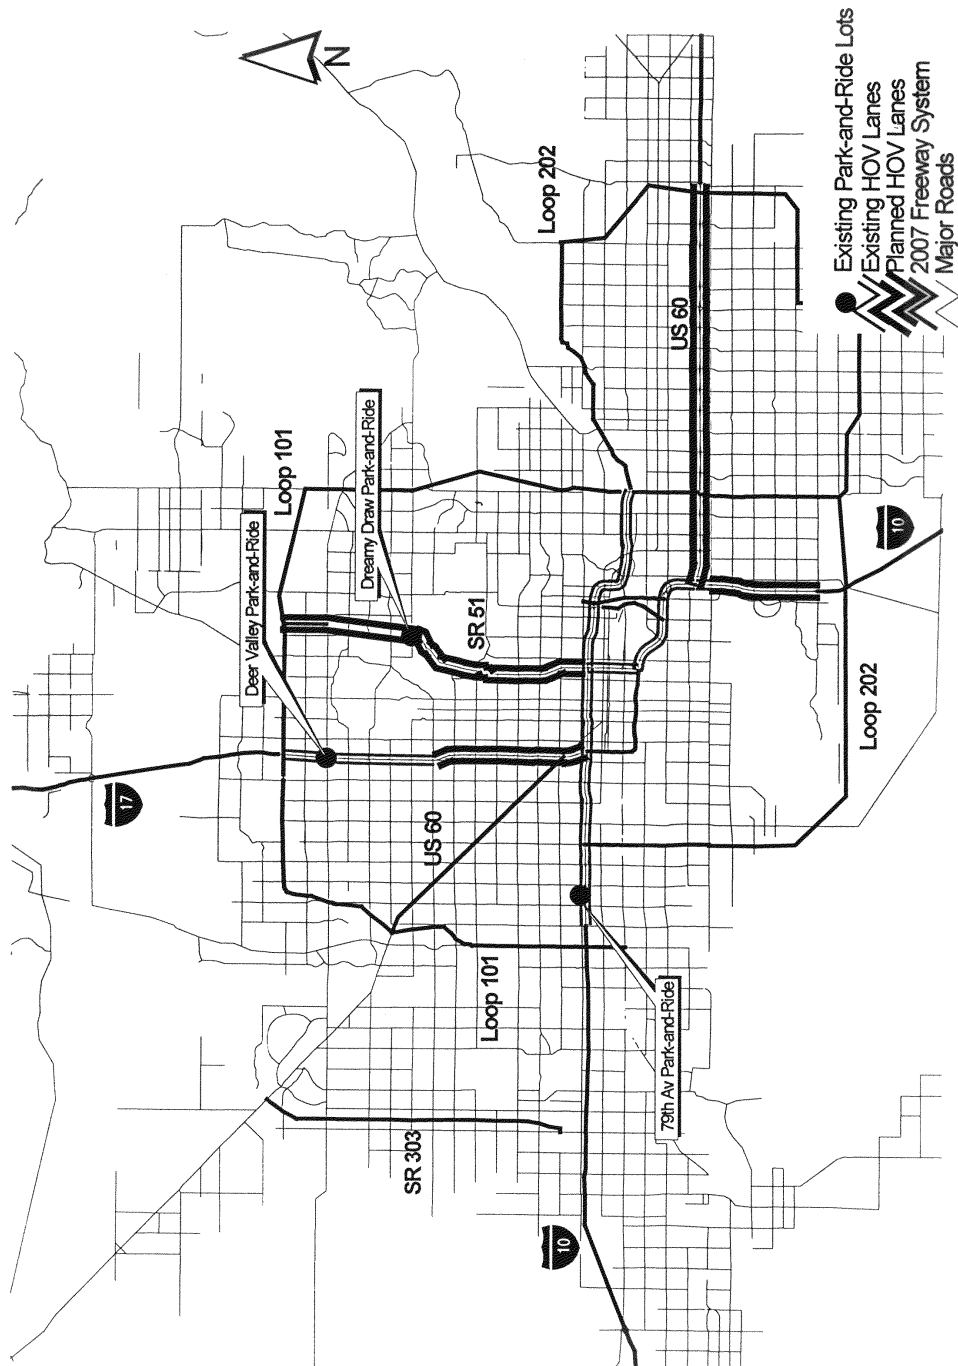 N
Loop 202
Existing Park-and-Ride Lots
Existing HOV Lanes
Planned HOV Lanes
2007 Freeway System
Major Roads
US 60
Loop 101
Dreamy Draw Park-and-Ride
Deer Valley Park-and-Ride
SR 51
10
Loop 202
17
US 60
Loop 101
79th Av Park-and-Ride
SR 303
10